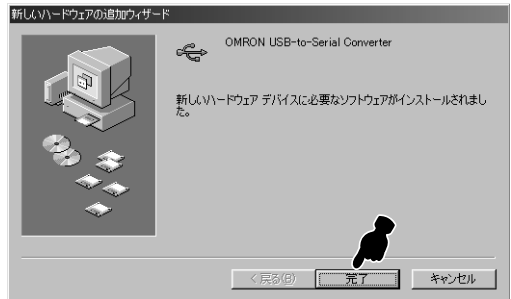 新しいハードウェアの追加ウィザード
OMRON USB-to-Serial Converter
新しいハードウェア デバイスに必要なソフトウェアがインストールされまし
た。
< 戻る(B)
完了
キャンセル